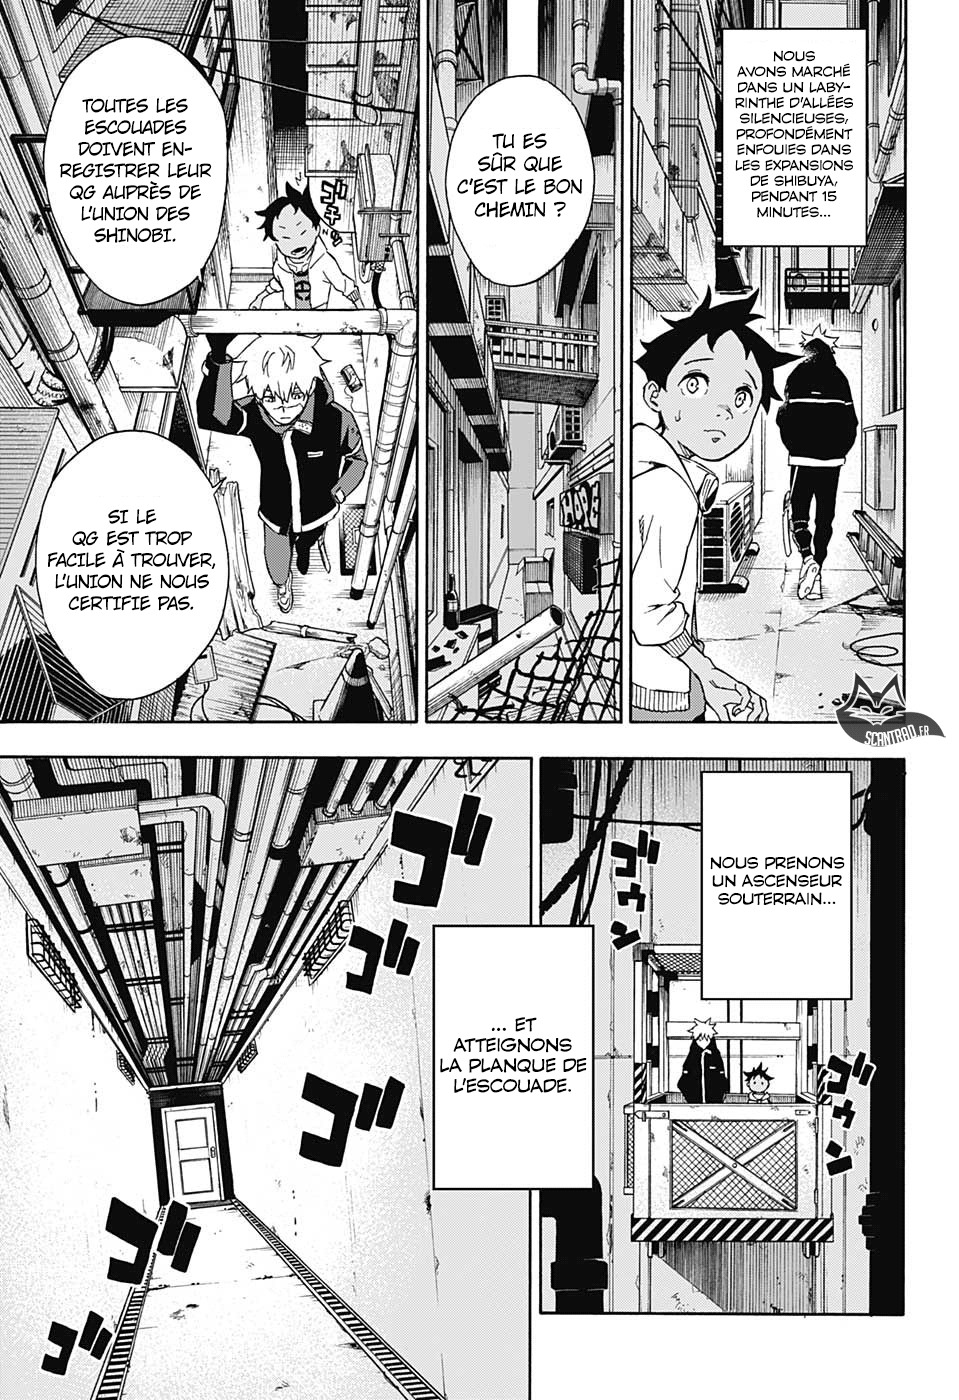 NOUS
AVONS MARCHÉ
DANS UN LABY-
RINTHE D'ALLÉES
SILENCIEUSES,
PROFONDÉMENT
ENFOUIES DANS
LES EXPANSIONS
DE SHIBUYA,
PENDANT 15
MINUTES...
TU ES
SÛR QUE
C'EST LE BON
CHEMIN ?
HOPE
TOUTES LES
ESCOUADES
DOIVENT EN-
REGISTRER LEUR
QG AUPRÈS DE
L'UNION DES
SHINOBI.
SI LE
QG EST TROP
FACILE À TROUVER,
L'UNION NE NOUS
CERTIFIE PAS.
SCANTRAD.FR
NOUS PRENONS
UN ASCENSEUR
SOUTERRAIN...
ゴウン
ゴウン
... ET
ATTEIGNONS
LA PLANQUE DE
L'ESCOUADE.
ゴ
ゴ
ゴ
ゴ
ゴ